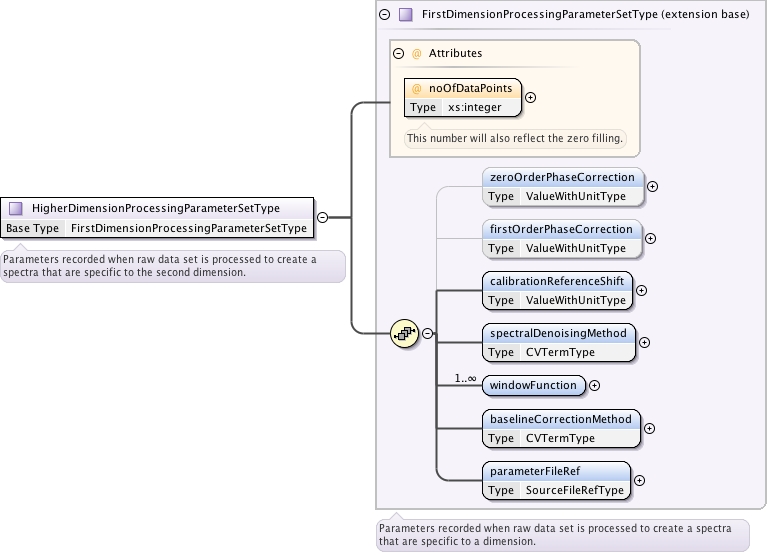 FirstDimensionProcessingParameterSetType (extension base)
@ Attributes
@ noOfDataPoints
Type xs:integer
This number will also reflect the zero filling.
zeroOrderPhaseCorrection
Type ValueWithUnitType
HigherDimensionProcessingParameterSetType
Base Type FirstDimensionProcessingParameterSetType
Parameters recorded when raw data set is processed to create a
spectra that are specific to the second dimension.
firstOrderPhaseCorrection
Type ValueWithUnitType
calibrationReferenceShift
Type ValueWithUnitType
spectralDenoisingMethod
Type CVTermType
1..∞
windowFunction
baselineCorrectionMethod
Type CVTermType
parameterFileRef
Type SourceFileRefType
Parameters recorded when raw data set is processed to create a spectra
that are specific to a dimension.